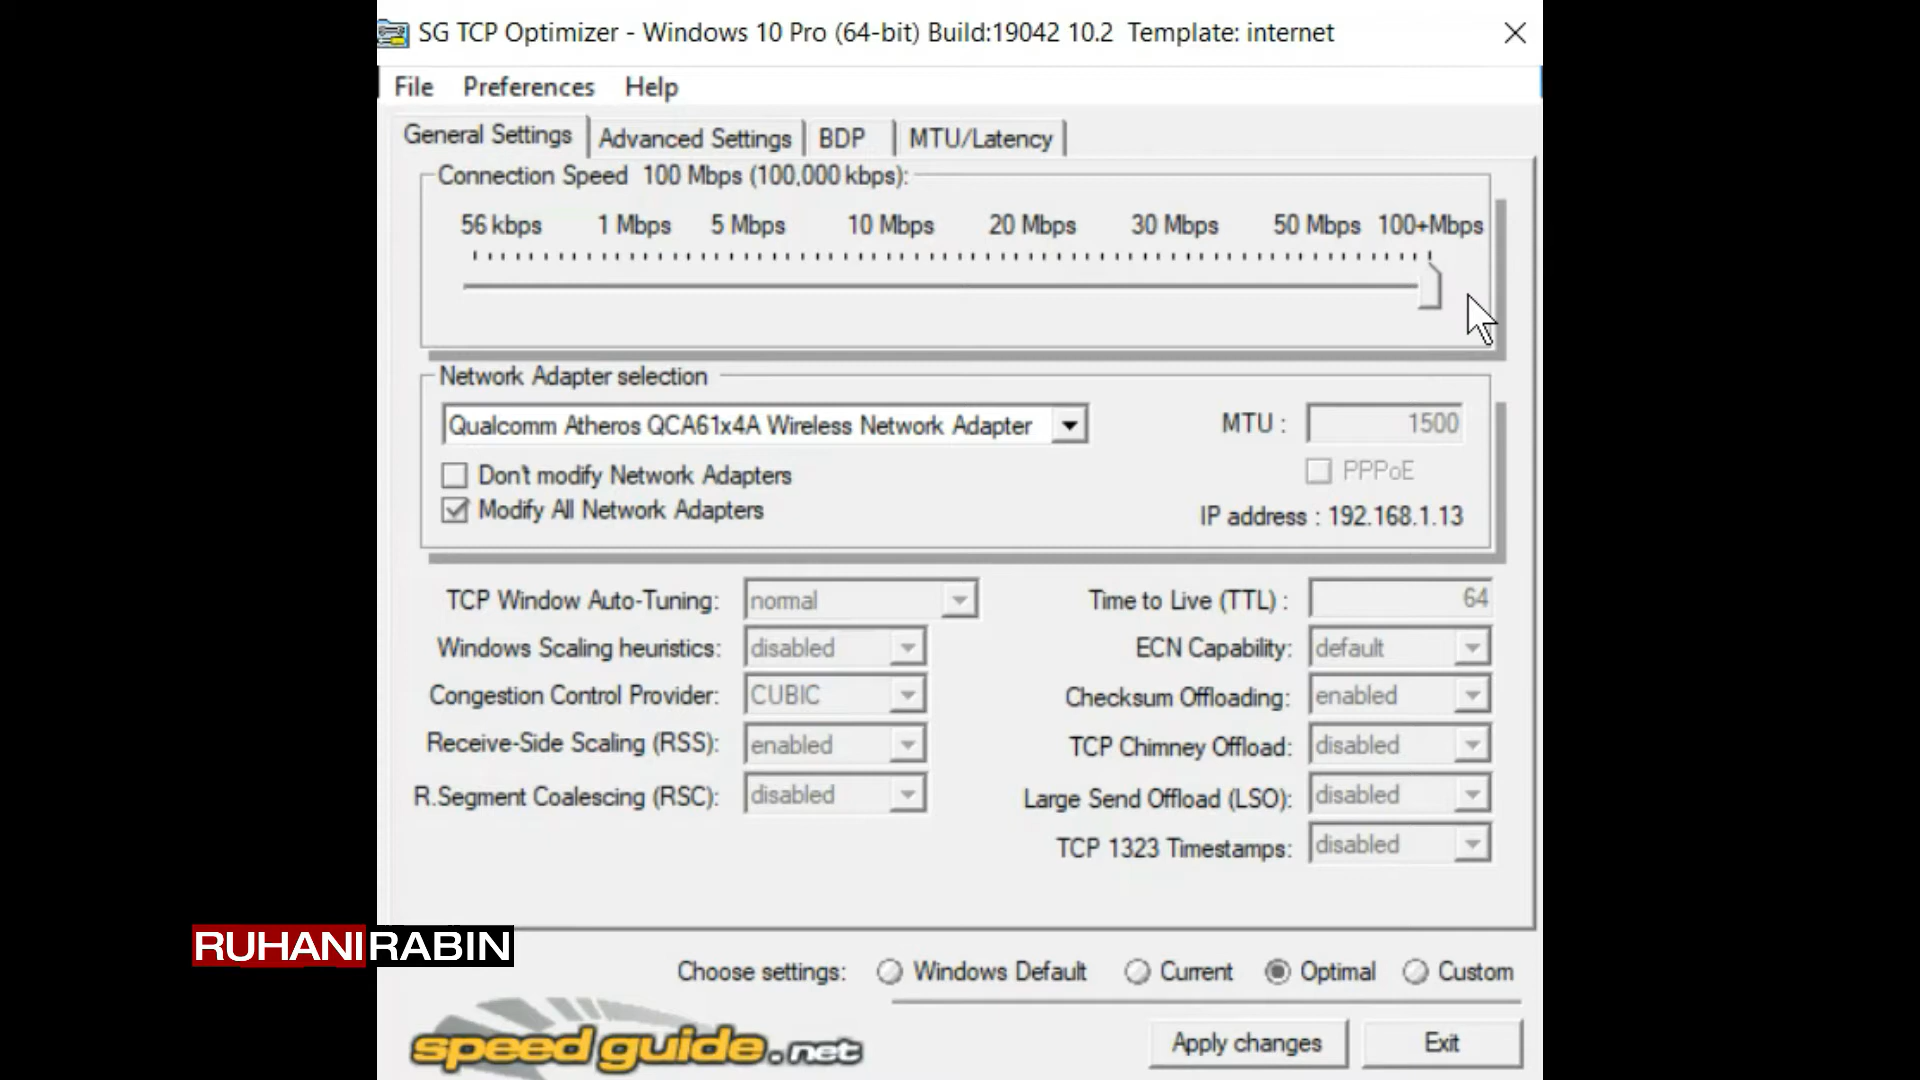 SG TCP Optimizer - Windows 10 Pro (64-bit) Build:19042 10.2 Template: internet
File Preferences Help
General Settings Advanced Settings BDP MTU/Latency
Connection Speed 100 Mbps (100,000 kbps):
56 kbps 1 Mbps 5 Mbps 10 Mbps 20 Mbps 30 Mbps 50 Mbps 100+Mbps
Network Adapter selection
Qualcomm Atheros QCA61x4A Wireless Network Adapter MTU : 1500
Don't modify Network Adapters PPPoE
Modify All Network Adapters IP address : 192.168.1.13
TCP Window Auto-Tuning: normal Time to Live (TTL) : 64
Windows Scaling heuristics: disabled ECN Capability: default
Congestion Control Provider: CUBIC Checksum Offloading: enabled
Receive-Side Scaling (RSS): enabled TCP Chimney Offload: disabled
R.Segment Coalescing (RSC): disabled Large Send Offload (LSO): disabled
TCP 1323 Timestamps: disabled
RUHANIRABIN
Choose settings: Windows Default Current Optimal Custom
speed guide.net Apply changes Exit